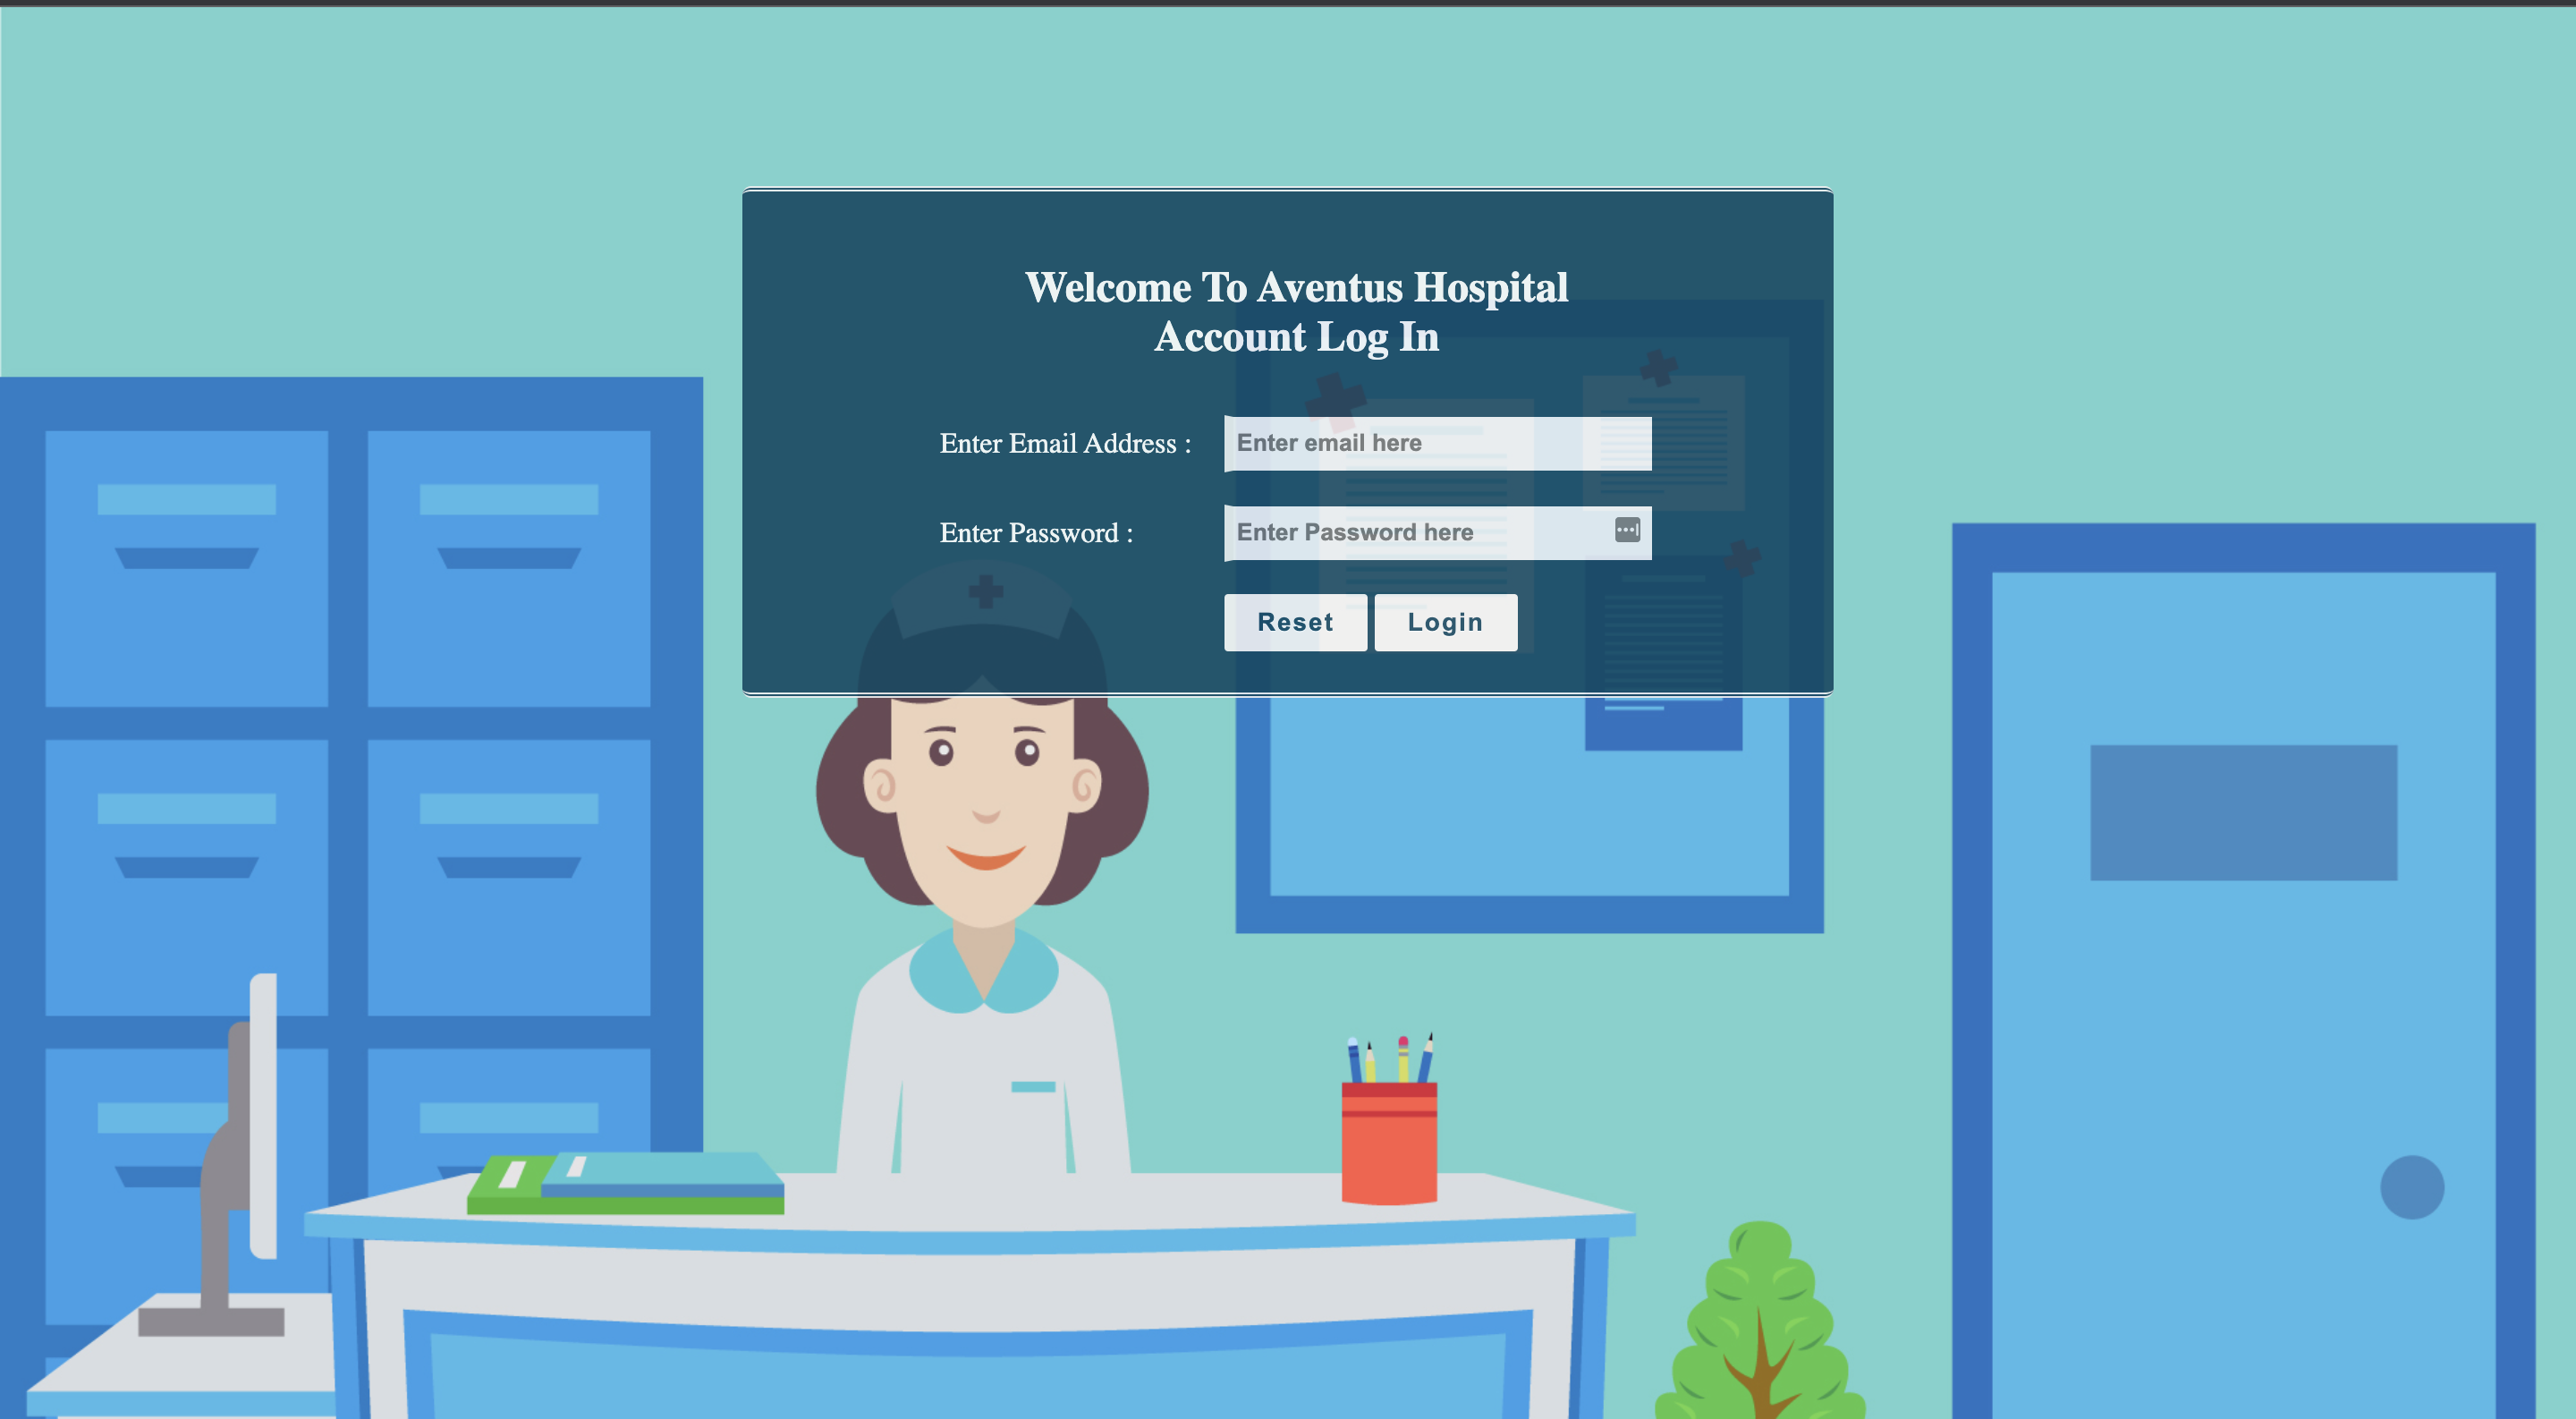 Welcome To Aventus Hospital
Account Log In
Enter Email Address :
Enter email here
Enter Password :
Enter Password here
Reset
Login